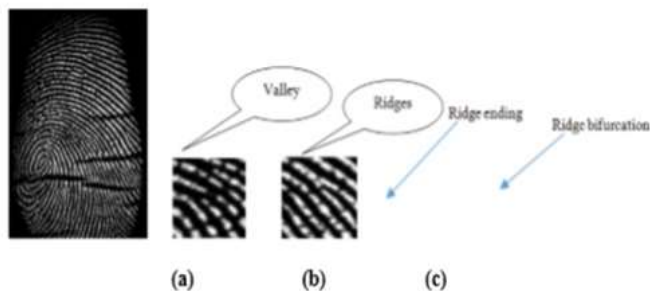 Valley
Ridges
Ridge ending
Ridge bifurcation
(a)
(b)
(c)